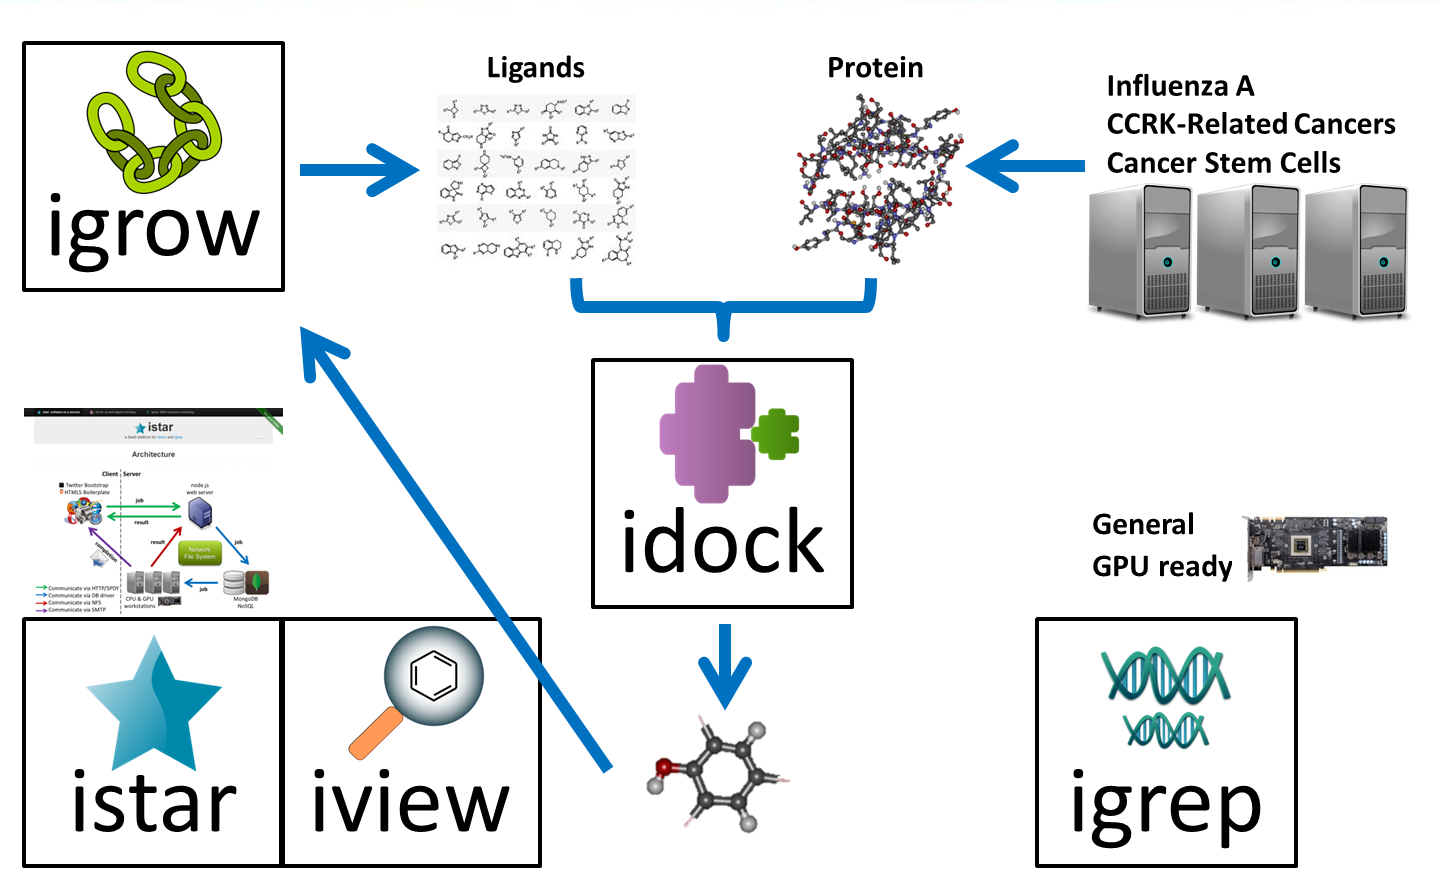 igrow
Ligands
Protein
Influenza A
CCRK-Related Cancers
Cancer Stem Cells
idock
istar
Architecture
Client
Server
Twitter Bootstrap
HTML5 Boilerplate
node.js
web server
job
result
result
job
completion
Network
File System
job
CPU & GPU
workstations
MongoDB
NoSQL
Communicate via HTTP/SPDY
Communicate via DB driver
Communicate via NFS
Communicate via SMTP
General
GPU ready
istar
iview
igrep